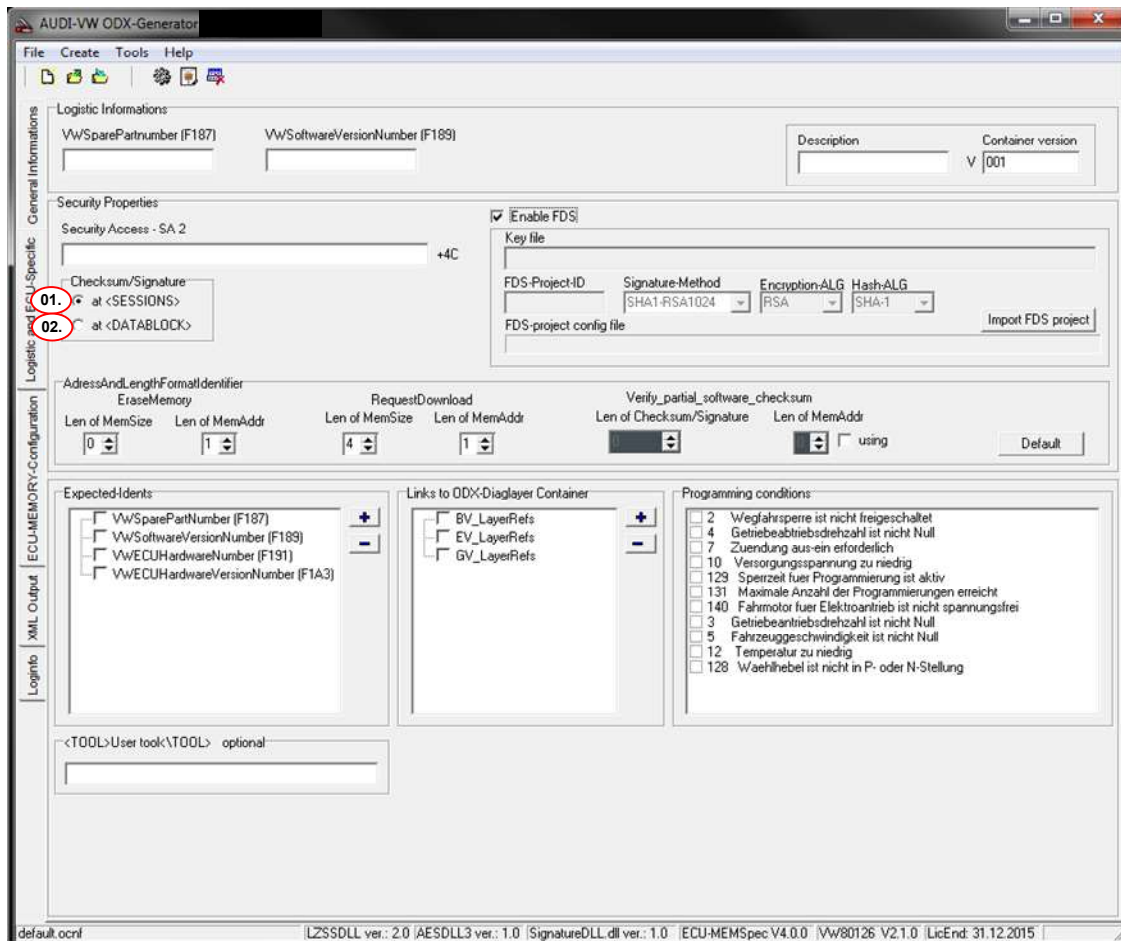 AUDI-VW ODX-Generator
File Create Tools Help
General Informations
Logistic and ECU-Specific
ECU-MEMORY-Configuration
XML Output
Loginfo
Logistic Informations
VWSparePartnumber (F187) VWSoftwareVersionNumber (F189)
Description Container version
V 001
Security Properties
Security Access - SA 2
+4C
Checksum/Signature
01. at <SESSIONS>
02. at <DATABLOCK>
Enable FDS
Key file
FDS-Project-ID Signature-Method Encryption-ALG Hash-ALG
SHA1-RSA1024 RSA SHA-1
Import FDS project
FDS-project config file
AdressAndLengthFormatIdentifier
EraseMemory RequestDownload Verify_partial_software_checksum
Len of MemSize Len of MemAddr Len of MemSize Len of MemAddr Len of Checksum/Signature Len of MemAddr
0 1 4 1 0 0 using Default
Expected-Idents
VWSparePartNumber (F187)
VWSoftwareVersionNumber (F189)
VWECUHardwareNumber (F191)
VWECUHardwareVersionNumber (F1A3)
+
-
Links to ODX-Diaglayer Container
BV_LayerRefs
EV_LayerRefs
GV_LayerRefs
+
-
Programming conditions
2 Wegfahrsperre ist nicht freigeschaltet
4 Getriebeabtriebsdrehzahl ist nicht Null
7 Zuendung aus-ein erforderlich
10 Versorgungsspannung zu niedrig
129 Sperrzeit fuer Programmierung ist aktiv
131 Maximale Anzahl der Programmierungen erreicht
140 Fahrmotor fuer Elektroantrieb ist nicht spannungsfrei
3 Getriebeantriebsdrehzahl ist nicht Null
5 Fahrzeuggeschwindigkeit ist nicht Null
12 Temperatur zu niedrig
128 Waehlhebel ist nicht in P- oder N-Stellung
<TOOL>User tool<\TOOL> optional
default.ocnf LZSSDLL ver.: 2.0 AESDLL3 ver.: 1.0 SignatureDLL.dll ver.: 1.0 ECU-MEMSpec V4.0.0 VW80126 V2.1.0 LicEnd: 31.12.2015